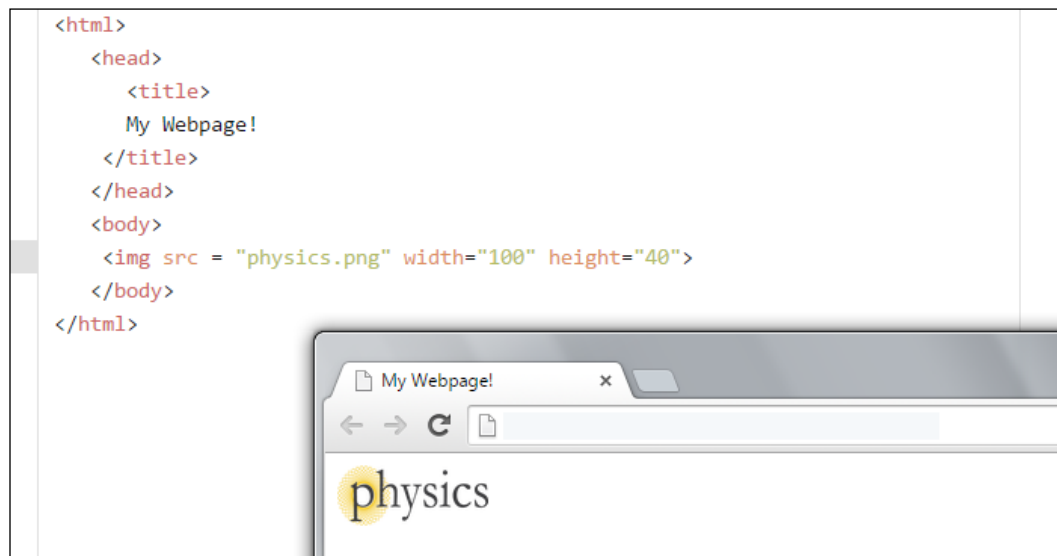 <html>
<head>
<title>
My Webpage!
</title>
</head>
<body>
<img src = "physics.png" width="100" height="40">
</body>
</html>
My Webpage!
physics